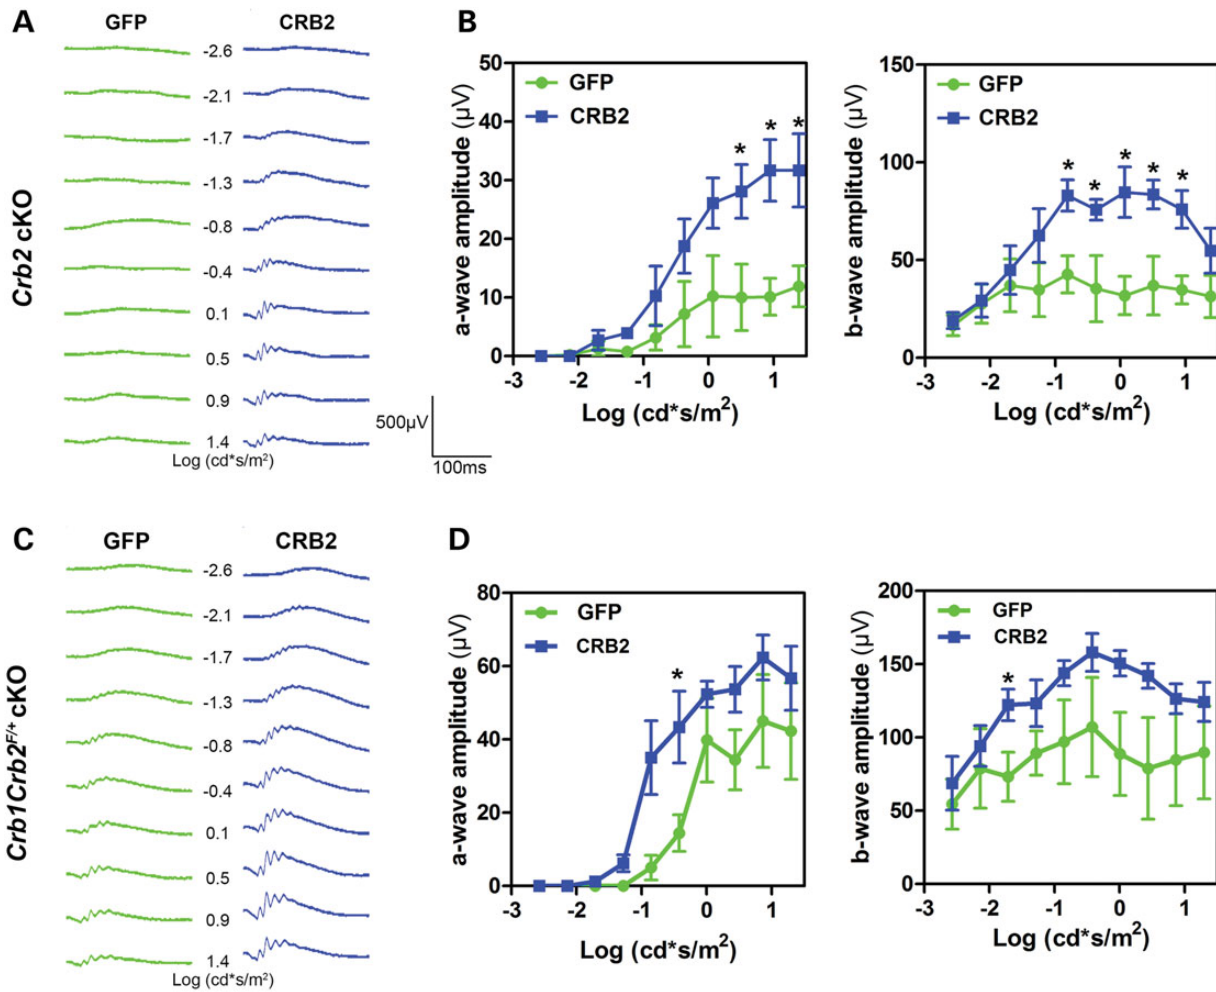 A
GFP
CRB2
-2.6
-2.1
-1.7
-1.3
-0.8
-0.4
0.1
0.5
0.9
1.4
Log (cd*s/m²)
Crb2 cKO
500µV
100ms
B
a-wave amplitude (µV)
50
40
30
20
10
0
GFP
CRB2
* * *
-3 -2 -1 0 1
Log (cd*s/m²)
b-wave amplitude (µV)
150
100
50
0
GFP
CRB2
* * * * *
-3 -2 -1 0 1
Log (cd*s/m²)
C
GFP
CRB2
-2.6
-2.1
-1.7
-1.3
-0.8
-0.4
0.1
0.5
0.9
1.4
Log (cd*s/m²)
Crb1Crb2F/+ cKO
D
a-wave amplitude (µV)
80
60
40
20
0
GFP
CRB2
*
-3 -2 -1 0 1
Log (cd*s/m²)
b-wave amplitude (µV)
200
150
100
50
0
GFP
CRB2
*
-3 -2 -1 0 1
Log (cd*s/m²)